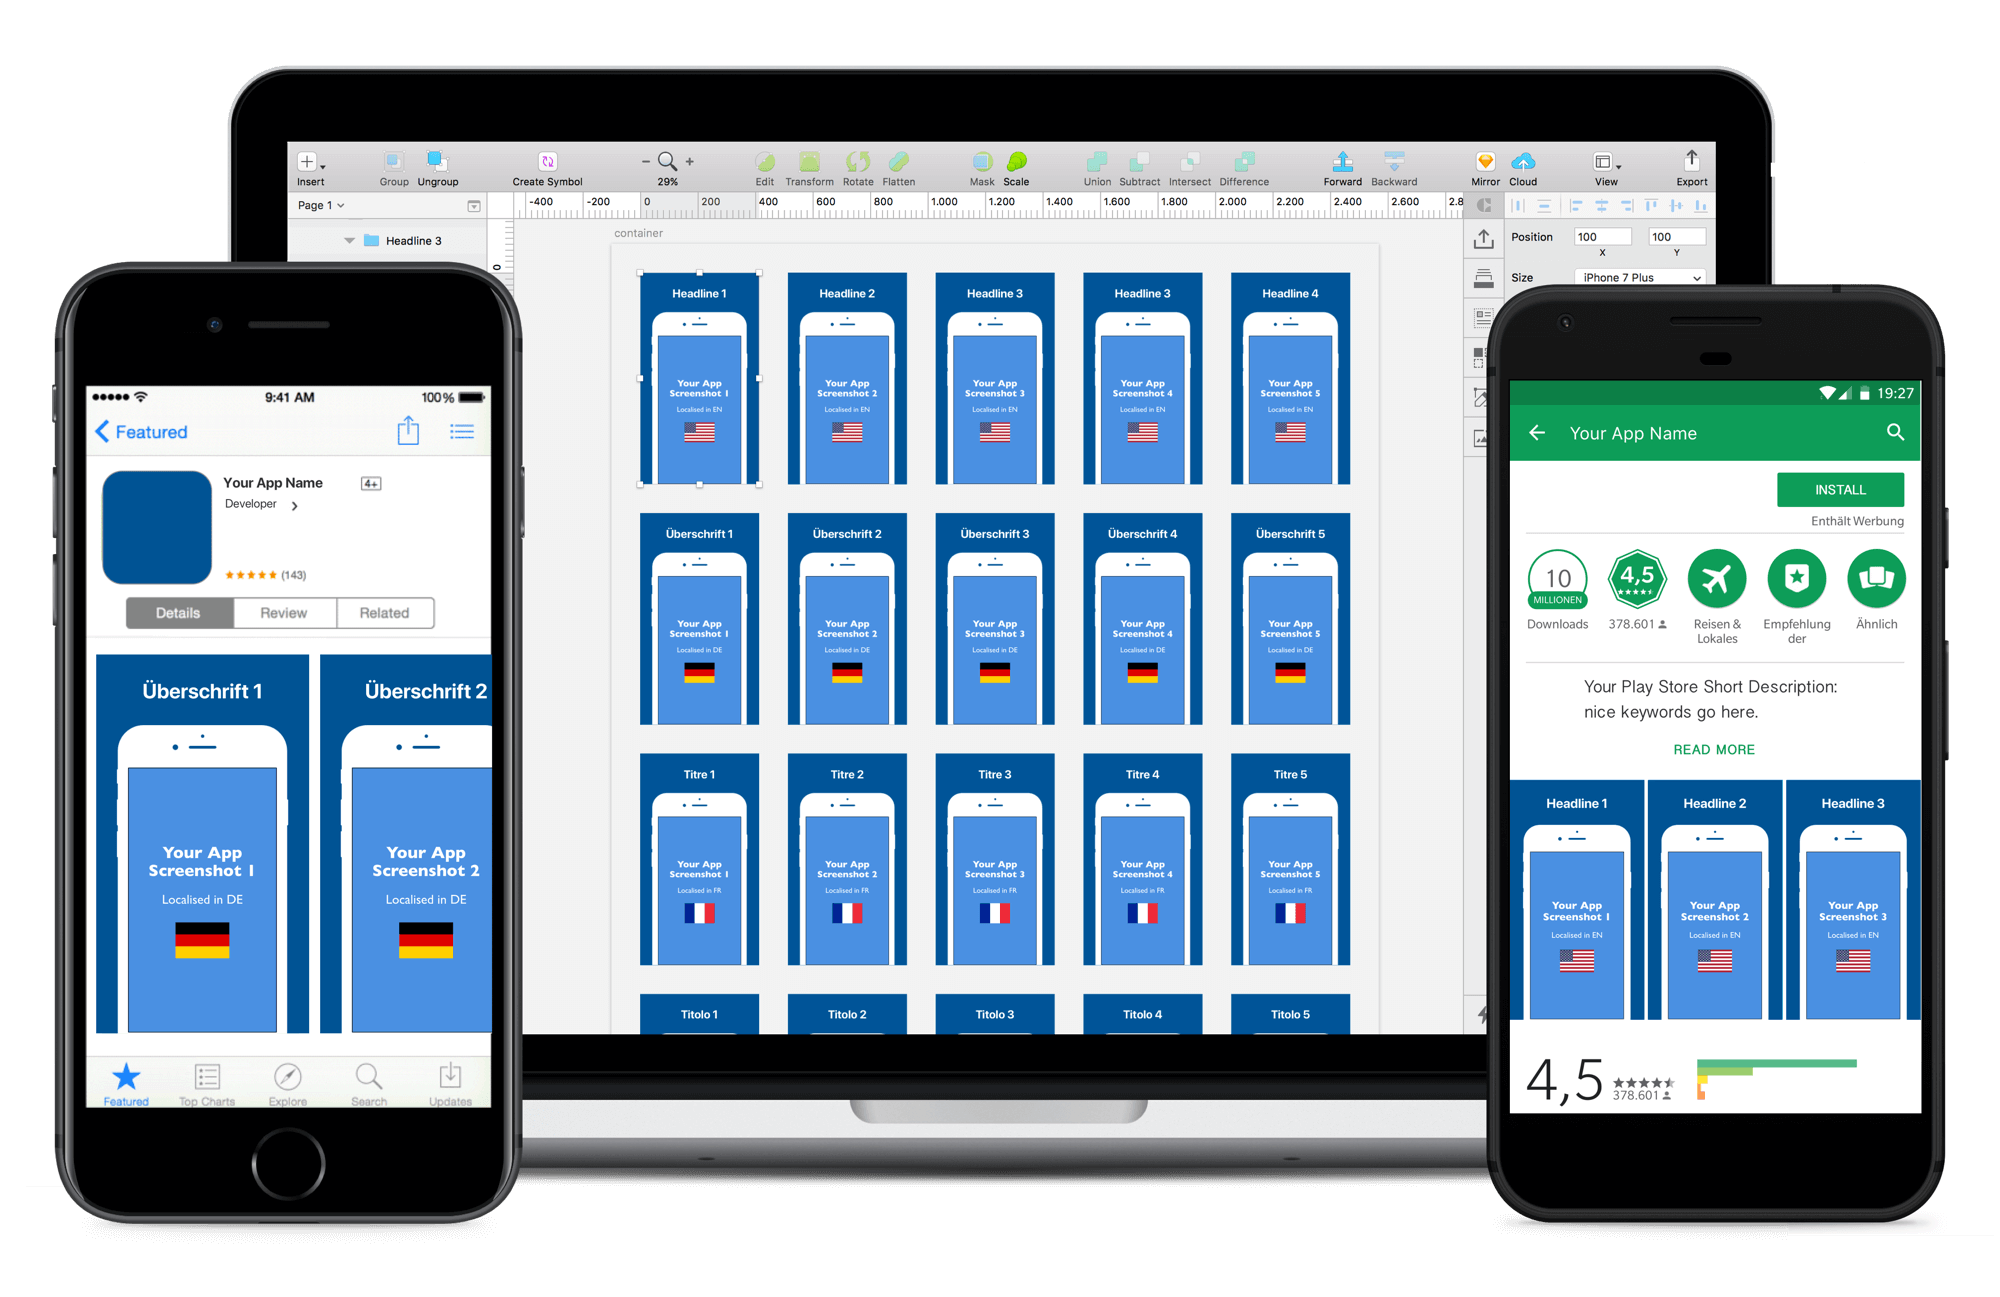 Insert
Group
Ungroup
Create Symbol
29%
Edit
Transform
Rotate
Flatten
Mask
Scale
Union
Subtract
Intersect
Difference
Forward
Backward
Mirror
Cloud
View
Export
Page 1
-400
-200
0
200
400
600
800
1.000
1.200
1.400
1.600
1.800
2.000
2.200
2.400
2.600
2.8
Headline 3
0
container
Position
100
100
X
Y
Size
iPhone 7 Plus
Headline 1
Headline 2
Headline 3
Headline 3
Headline 4
Your App
Screenshot 1
Localised in EN
Your App
Screenshot 2
Localised in EN
Your App
Screenshot 3
Localised in EN
Your App
Screenshot 4
Localised in EN
Your App
Screenshot 5
Localised in EN
Überschrift 1
Überschrift 2
Überschrift 3
Überschrift 4
Überschrift 5
Your App
Screenshot 1
Localised in DE
Your App
Screenshot 2
Localised in DE
Your App
Screenshot 3
Localised in DE
Your App
Screenshot 4
Localised in DE
Your App
Screenshot 5
Localised in DE
Titre 1
Titre 2
Titre 3
Titre 4
Titre 5
Your App
Screenshot 1
Localised in FR
Your App
Screenshot 2
Localised in FR
Your App
Screenshot 3
Localised in FR
Your App
Screenshot 4
Localised in FR
Your App
Screenshot 5
Localised in FR
Titolo 1
Titolo 2
Titolo 3
Titolo 4
Titolo 5
9:41 AM
100%
Featured
Your App Name
4+
Developer
(143)
Details
Review
Related
Überschrift 1
Überschrift 2
Your App
Screenshot 1
Localised in DE
Your App
Screenshot 2
Localised in DE
Featured
Top Charts
Explore
Search
Updates
19:27
Your App Name
INSTALL
Enthält Werbung
10
MILLIONEN
Downloads
4,5
378.601
Reisen &
Lokales
Empfehlung
der
Ähnlich
Your Play Store Short Description:
nice keywords go here.
READ MORE
Headline 1
Headline 2
Headline 3
Your App
Screenshot 1
Localised in EN
Your App
Screenshot 2
Localised in EN
Your App
Screenshot 3
Localised in EN
4,5
378.601